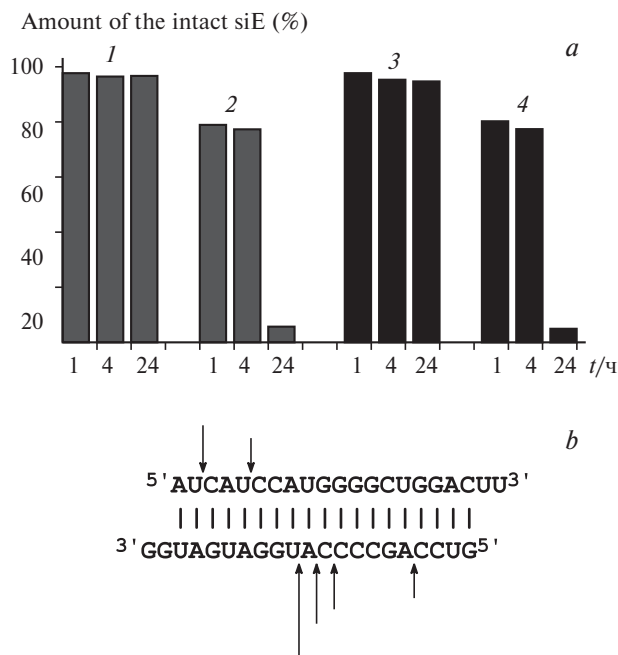 Amount of the intact siE (%)
a
100
80
60
40
20
1
2
3
4
1 4 24 1 4 24 1 4 24 1 4 24 t/ч
b
5'AUCAUCCAUGGGGCUGGACUU3'
3'GGUAGUAGGUACCCCGACCUG5'